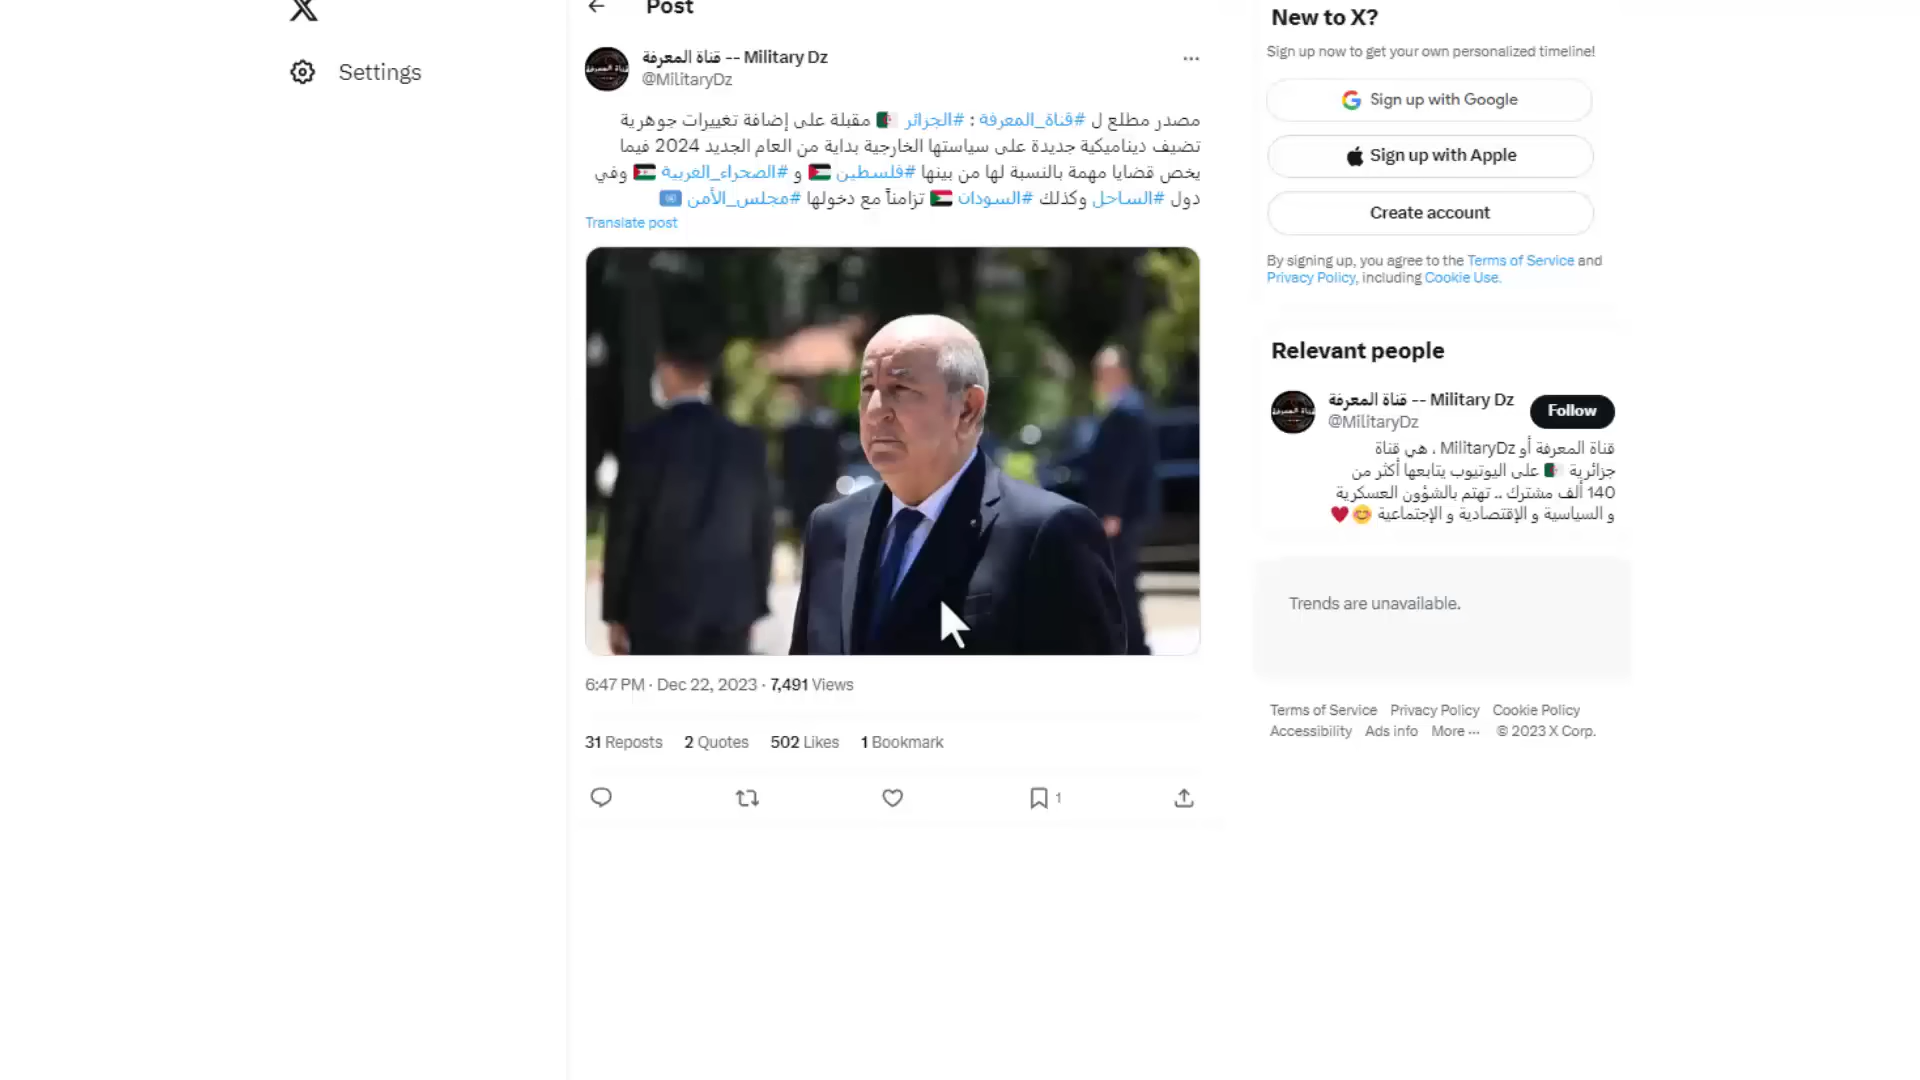 Settings
Post
قناة المعرفة -- Military Dz
@MilitaryDz
مصدر مطلع ل #قناة_المعرفة : #الجزائر 🇩🇿 مقبلة على إضافة تغييرات جوهرية
تضيف ديناميكية جديدة على سياستها الخارجية بداية من العام الجديد 2024 فيما
يخص قضايا مهمة بالنسبة لها من بينها #فلسطين 🇵🇸 و #الصحراء_الغربية 🇪🇭 وفي
دول #الساحل وكذلك #السودان 🇸🇩 تزامناً مع دخولها #مجلس_الأمن 🇺🇳
Translate post
6:47 PM · Dec 22, 2023 · 7,491 Views
31 Reposts 2 Quotes 502 Likes 1 Bookmark
1
New to X?
Sign up now to get your own personalized timeline!
Sign up with Google
Sign up with Apple
Create account
By signing up, you agree to the Terms of Service and
Privacy Policy, including Cookie Use.
Relevant people
قناة المعرفة -- Military Dz
@MilitaryDz
Follow
قناة المعرفة أو MilitaryDz ، هي قناة
جزائرية 🇩🇿 على اليوتيوب يتابعها أكثر من
140 ألف مشترك .. تهتم بالشؤون العسكرية
و السياسية و الإقتصادية و الإجتماعية 😊♥
Trends are unavailable.
Terms of Service Privacy Policy Cookie Policy
Accessibility Ads info More ··· © 2023 X Corp.